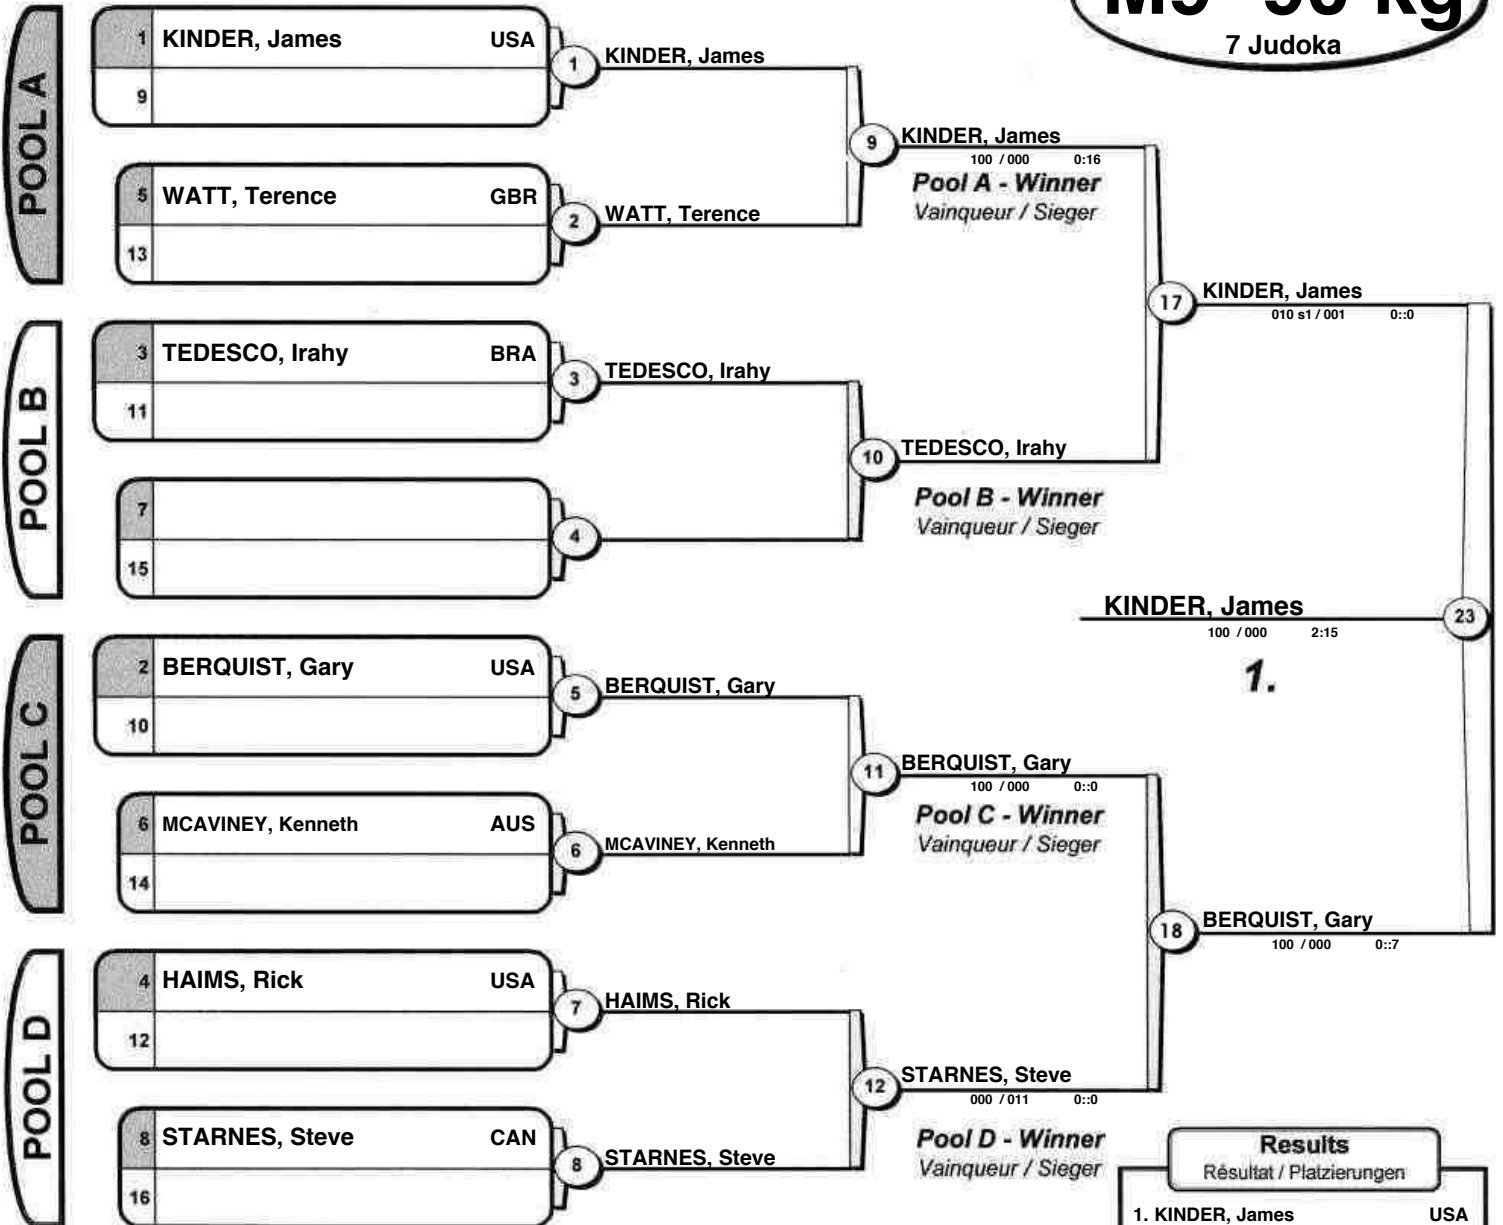 7 Judoka
POOL A
1 KINDER, James USA
9
1
KINDER, James
5 WATT, Terence GBR
13
2
WATT, Terence
9
KINDER, James
100 / 000 0:16
Pool A - Winner
Vainqueur / Sieger
POOL B
3 TEDESCO, Irahy BRA
11
3
TEDESCO, Irahy
7
15
4
10
TEDESCO, Irahy
Pool B - Winner
Vainqueur / Sieger
17
KINDER, James
010 s1 / 001 0::0
KINDER, James
100 / 000 2:15
1.
23
POOL C
2 BERQUIST, Gary USA
10
5
BERQUIST, Gary
6 MCAVINEY, Kenneth AUS
14
6
MCAVINEY, Kenneth
11
BERQUIST, Gary
100 / 000 0::0
Pool C - Winner
Vainqueur / Sieger
18
BERQUIST, Gary
100 / 000 0::7
POOL D
4 HAIMS, Rick USA
12
7
HAIMS, Rick
8 STARNES, Steve CAN
16
8
STARNES, Steve
12
STARNES, Steve
000 / 011 0::0
Pool D - Winner
Vainqueur / Sieger
Results
Résultat / Platzierungen
1. KINDER, James USA